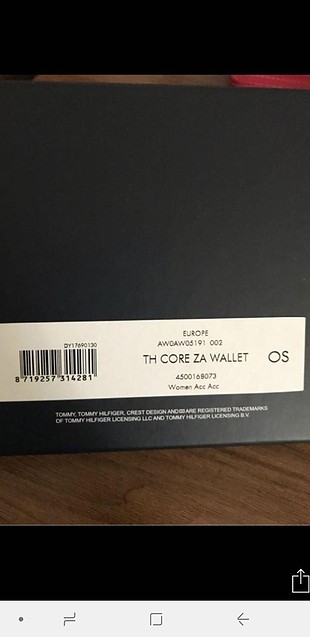 EUROPE
DY17690130
AW0AW05191 002
TH CORE ZA WALLET OS
8 719257 314281
4500168073
Women Acc Acc
TOMMY, TOMMY HILFIGER, CREST DESIGN AND ARE REGISTERED TRADEMARKS
OF TOMMY HILFIGER LICENSING LLC AND TOMMY HILFIGER LICENSING B.V.